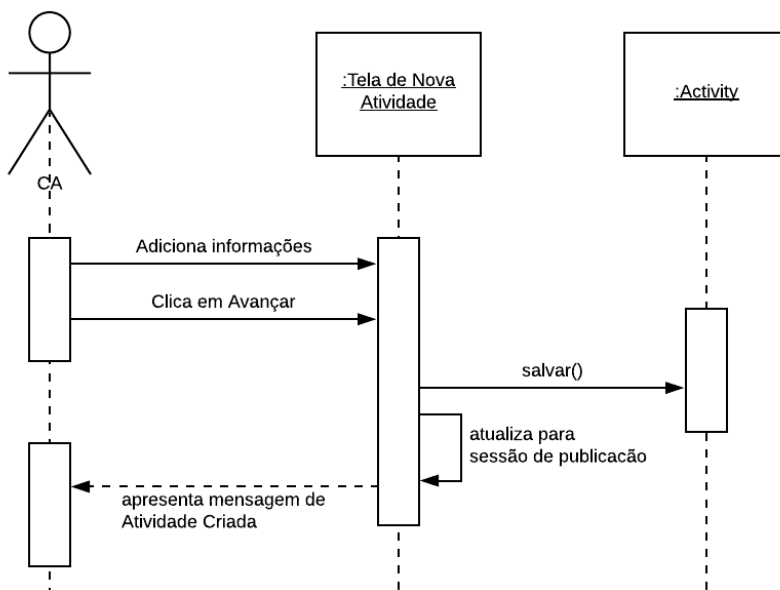 :Tela de Nova
Atividade
:Activity
CA
Adiciona informações
Clica em Avançar
salvar()
atualiza para
sessão de publicacão
apresenta mensagem de
Atividade Criada